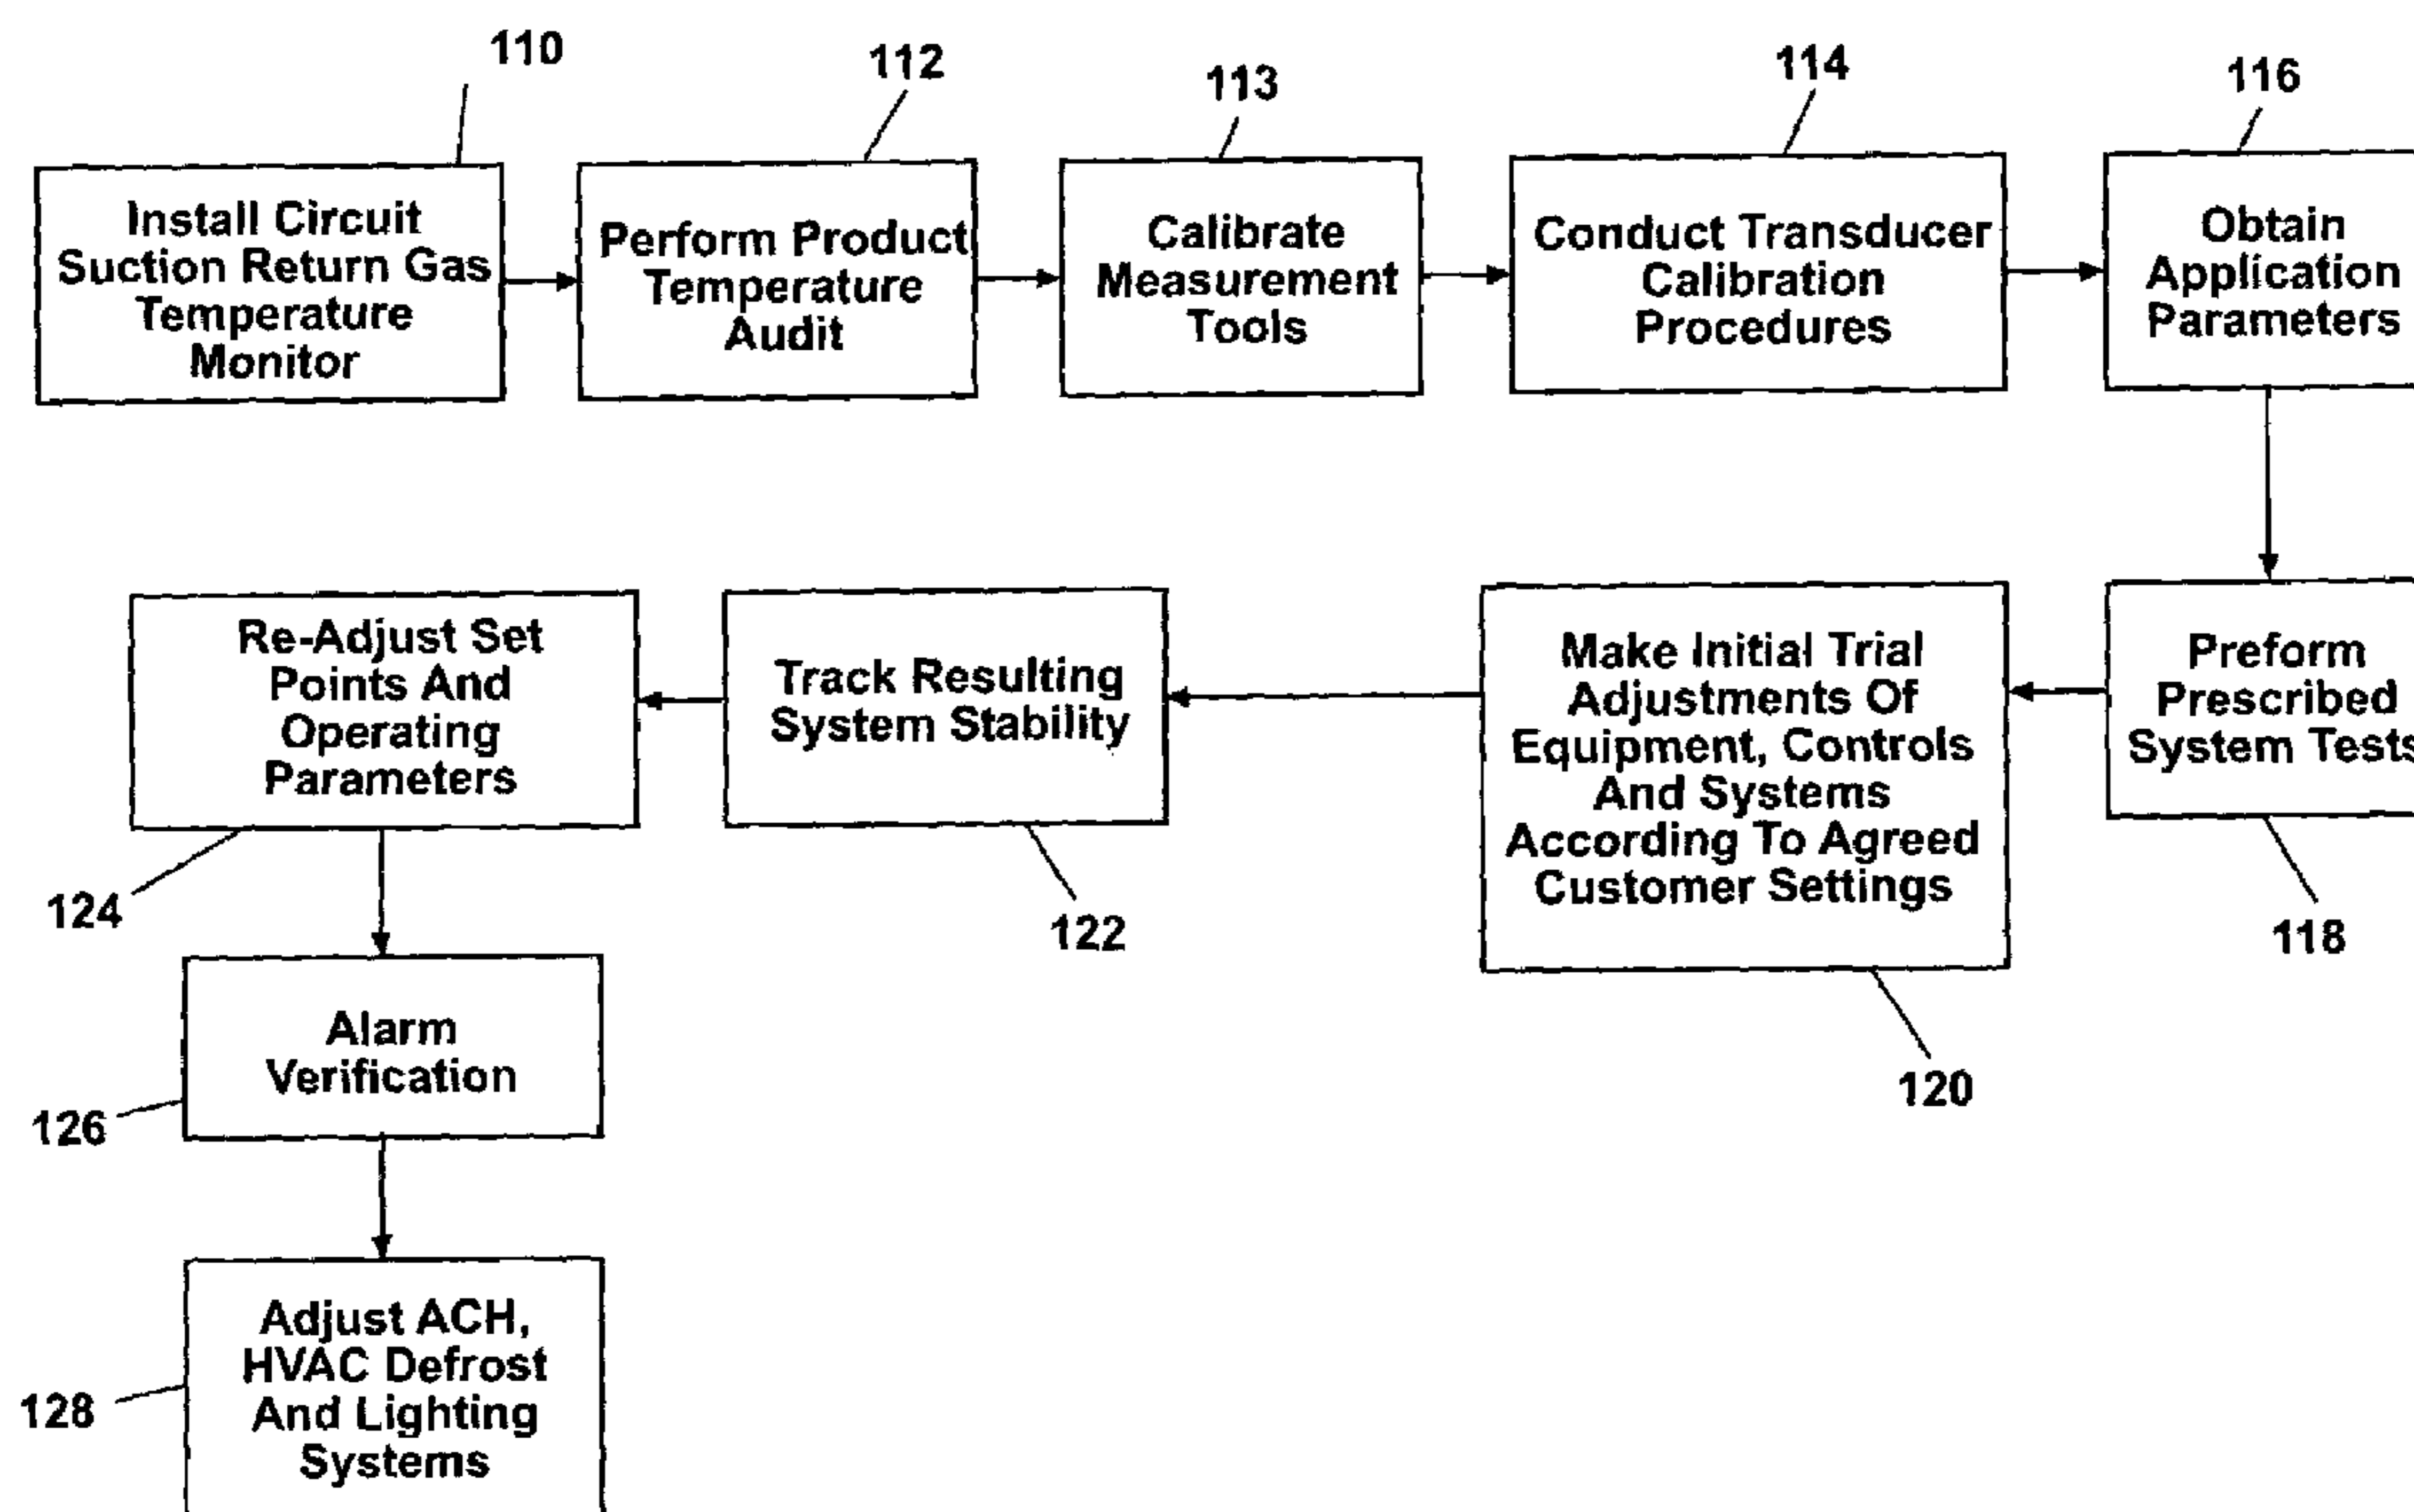 110
112
113
114
116
Install Circuit
Suction Return Gas
Temperature
Monitor
Perform Product
Temperature
Audit
Calibrate
Measurement
Tools
Conduct Transducer
Calibration
Procedures
Obtain
Application
Parameters
Preform
Prescribed
System Tests
118
Make Initial Trial
Adjustments Of
Equipment, Controls
And Systems
According To Agreed
Customer Settings
120
Track Resulting
System Stability
122
Re-Adjust Set
Points And
Operating
Parameters
124
Alarm
Verification
126
Adjust ACH,
HVAC Defrost
And Lighting
Systems
128